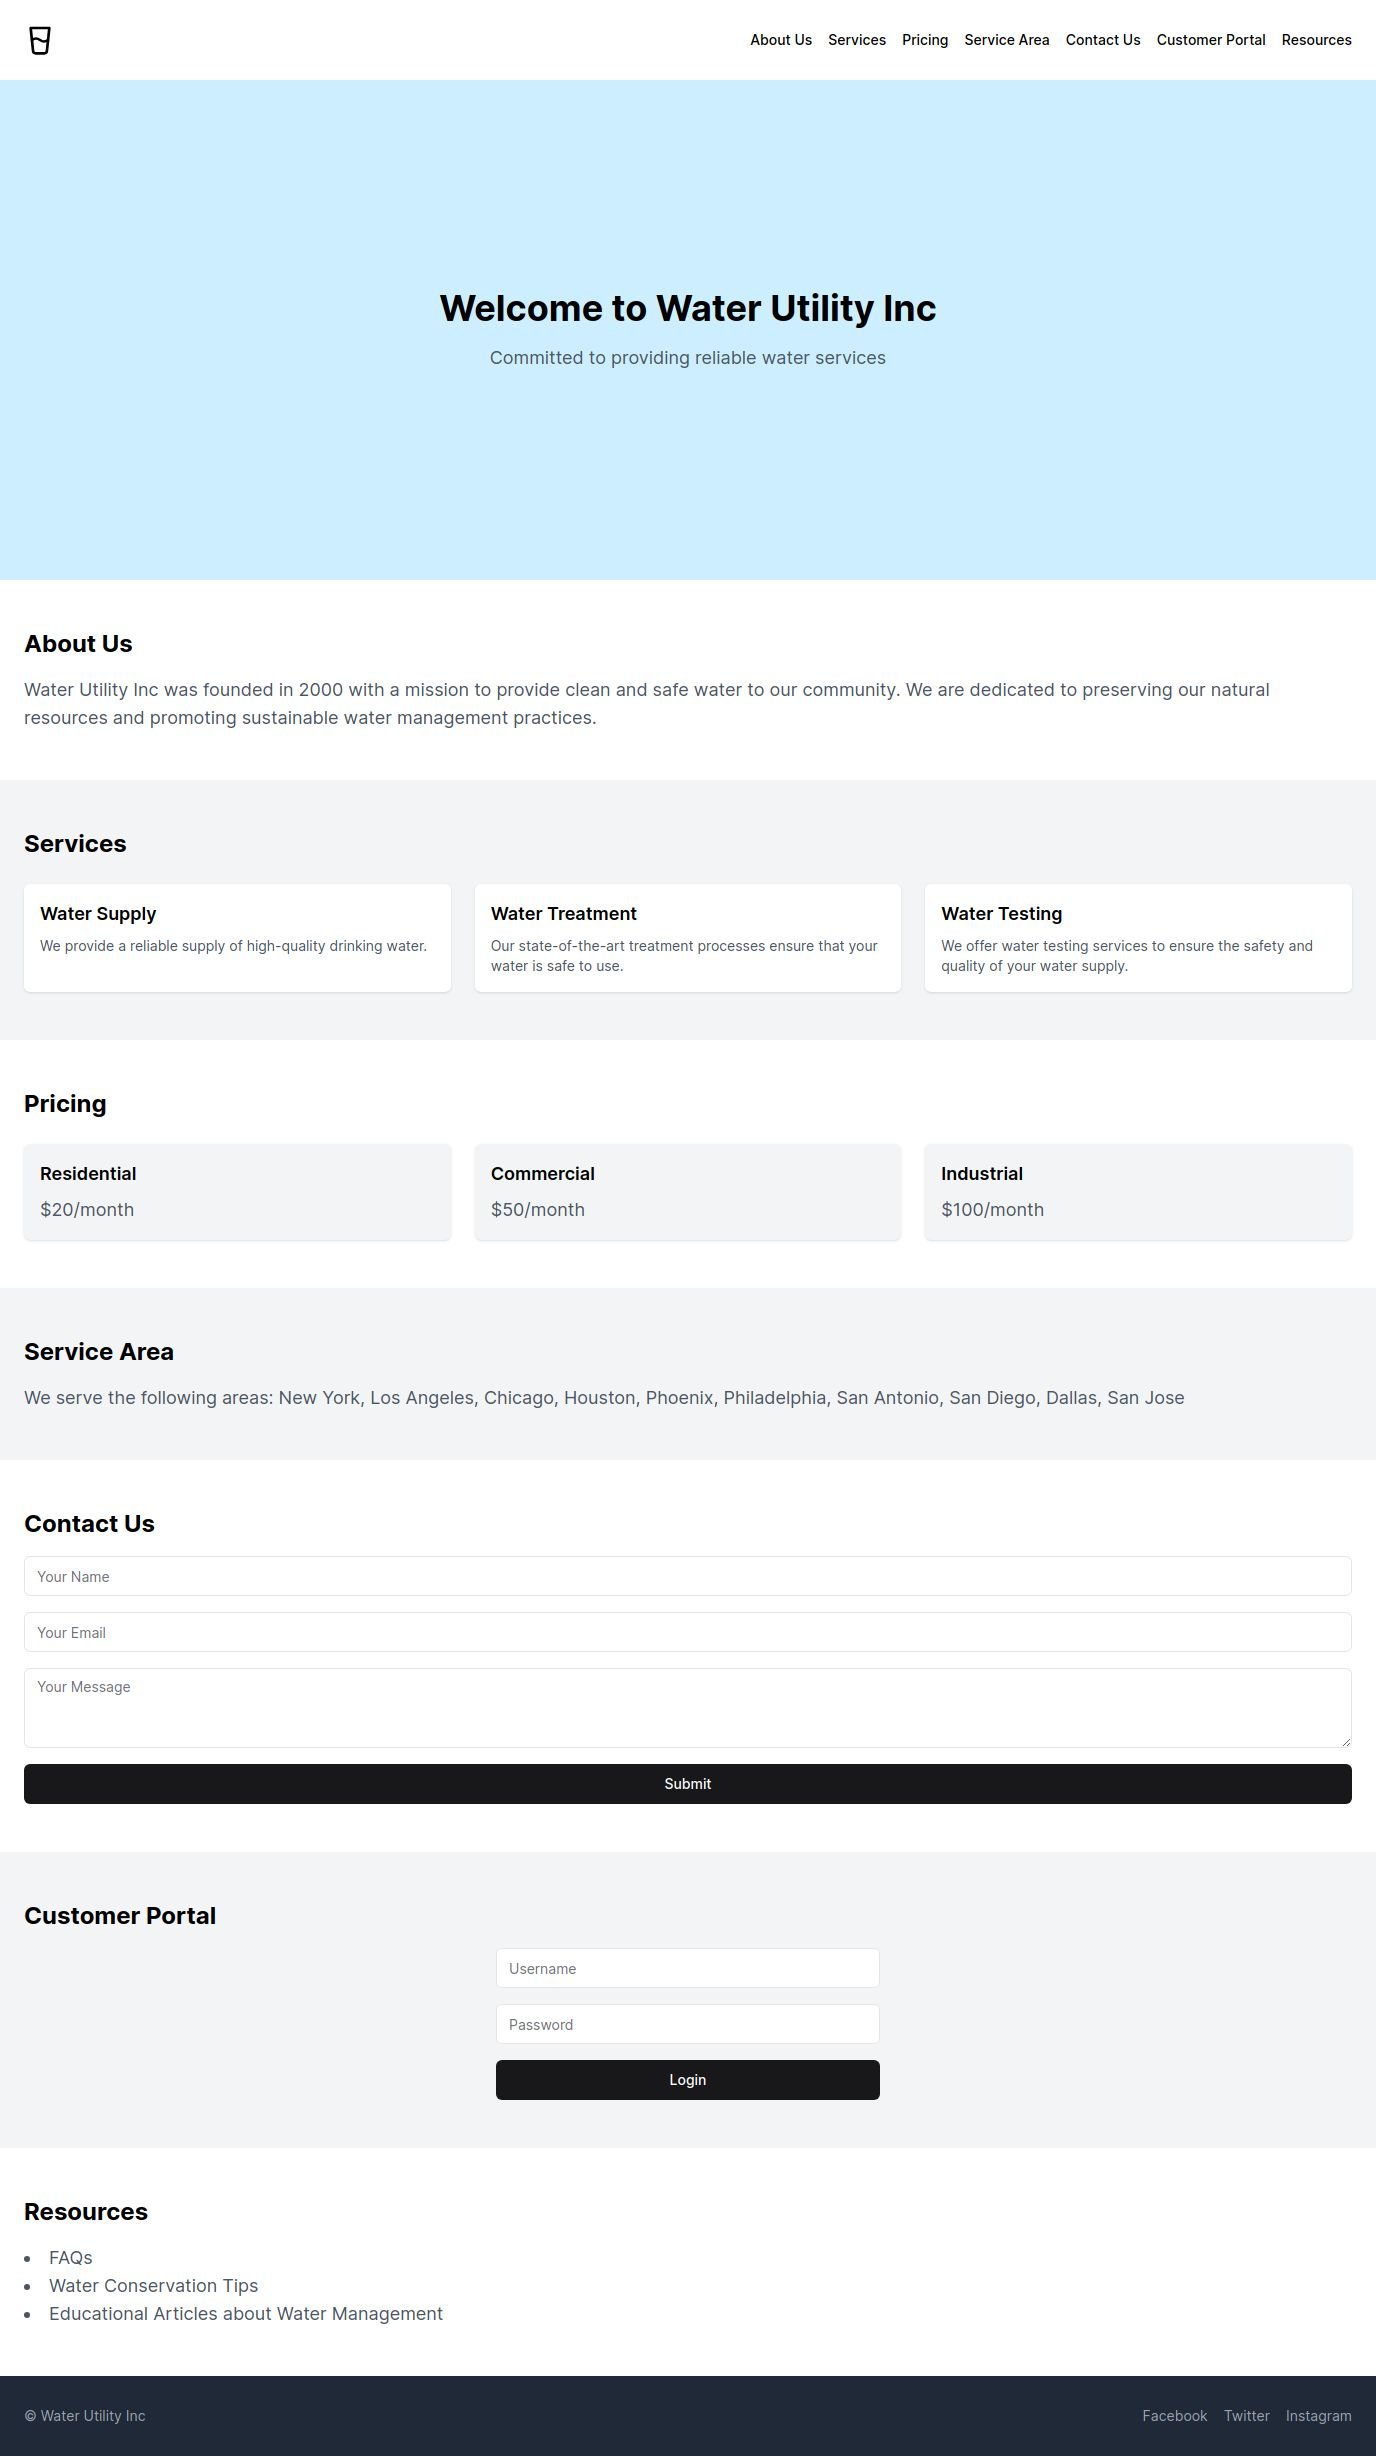 About Us Services Pricing Service Area Contact Us Customer Portal Resources
Welcome to Water Utility Inc
Committed to providing reliable water services
About Us
Water Utility Inc was founded in 2000 with a mission to provide clean and safe water to our community. We are dedicated to preserving our natural
resources and promoting sustainable water management practices.
Services
Water Supply
We provide a reliable supply of high-quality drinking water.
Water Treatment
Our state-of-the-art treatment processes ensure that your
water is safe to use.
Water Testing
We offer water testing services to ensure the safety and
quality of your water supply.
Pricing
Residential
$20/month
Commercial
$50/month
Industrial
$100/month
Service Area
We serve the following areas: New York, Los Angeles, Chicago, Houston, Phoenix, Philadelphia, San Antonio, San Diego, Dallas, San Jose
Contact Us
Your Name
Your Email
Your Message
Submit
Customer Portal
Username
Password
Login
Resources
• FAQs
• Water Conservation Tips
• Educational Articles about Water Management
© Water Utility Inc
Facebook Twitter Instagram